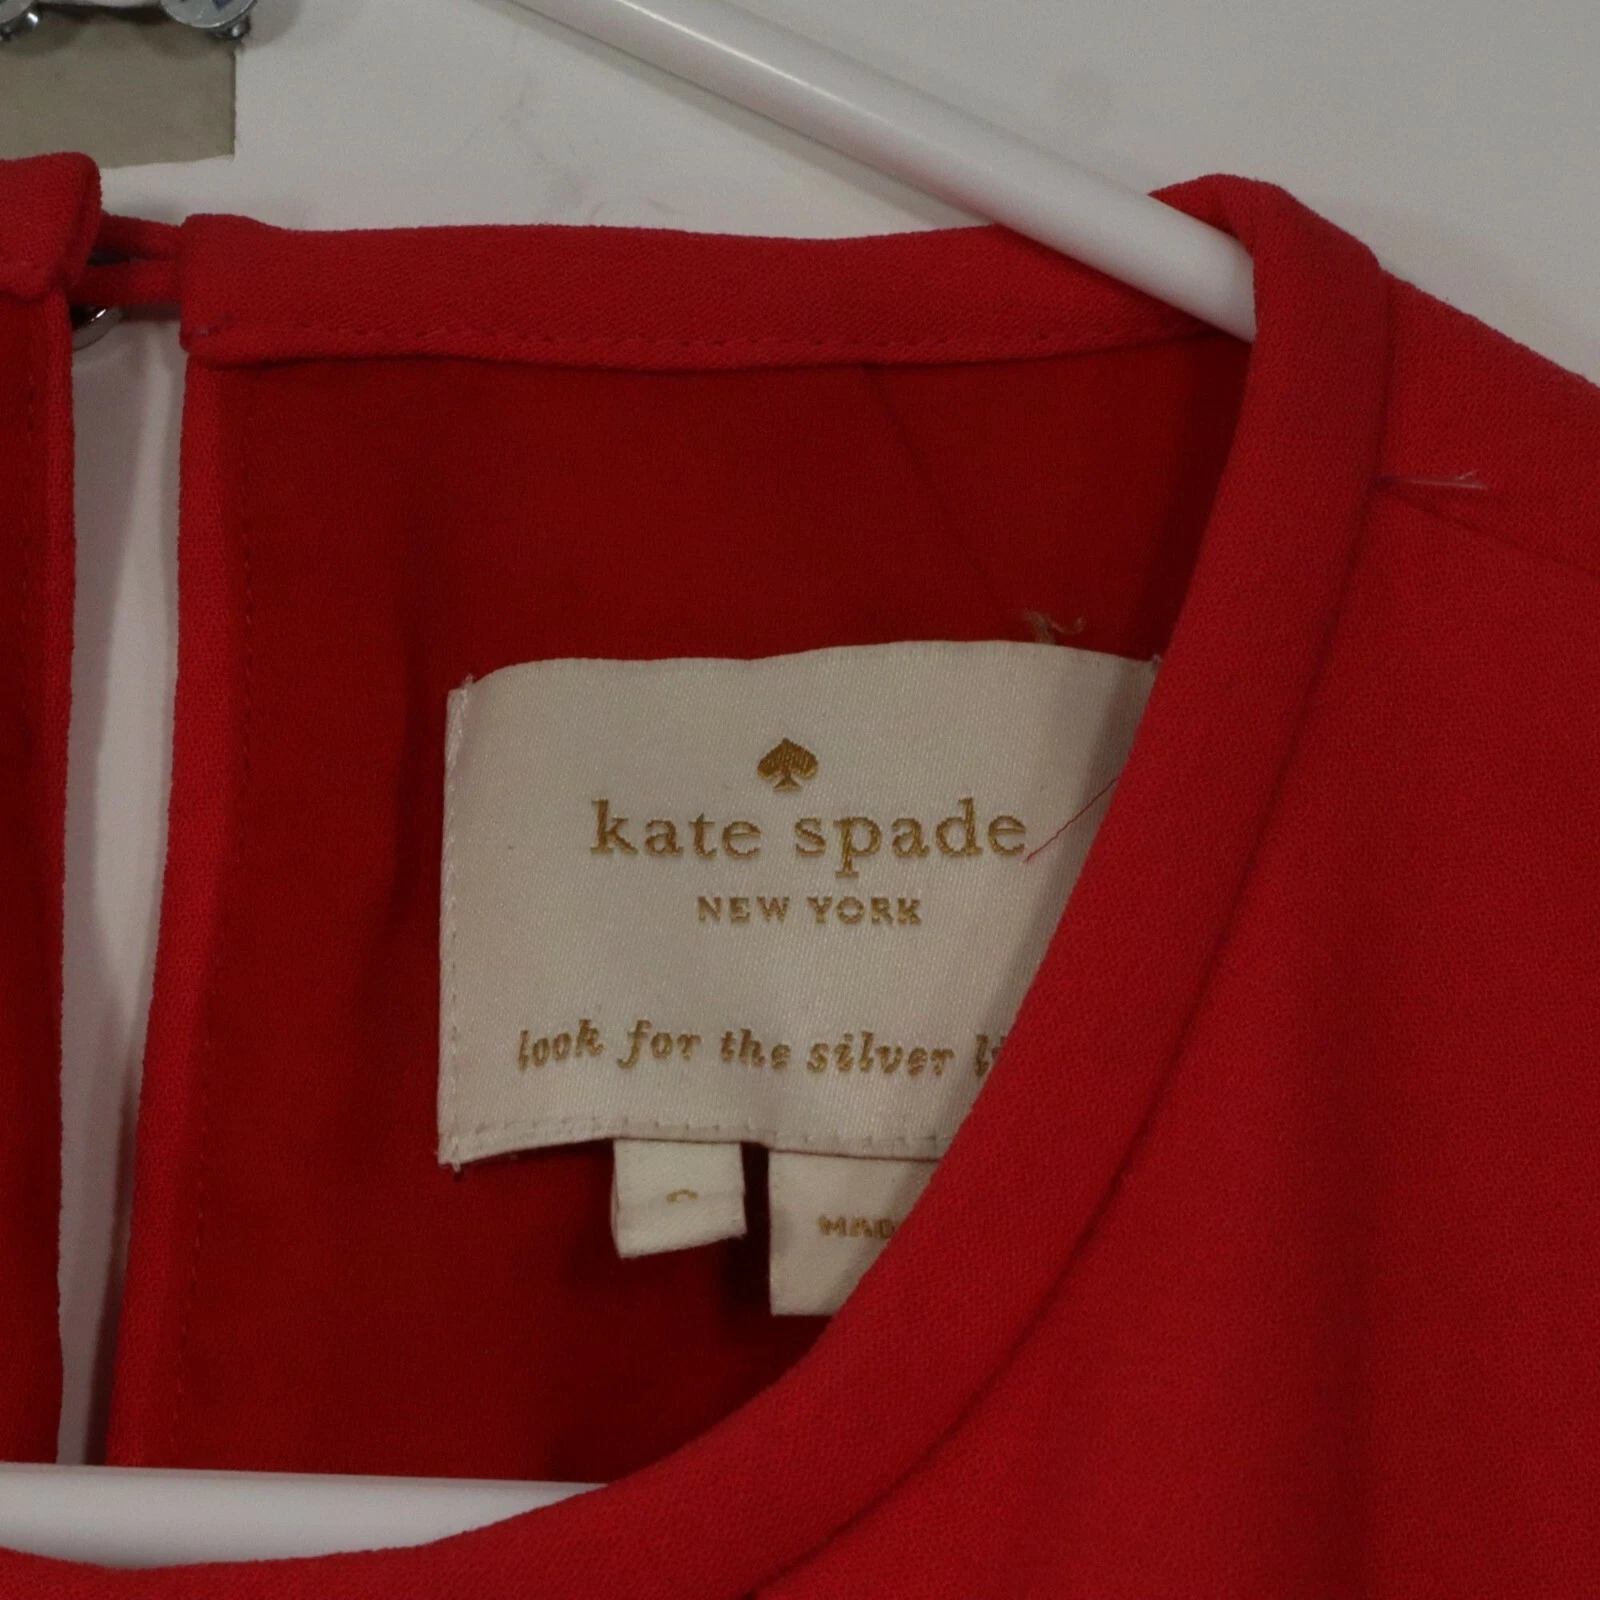 kate spade
NEW YORK
look for the silver